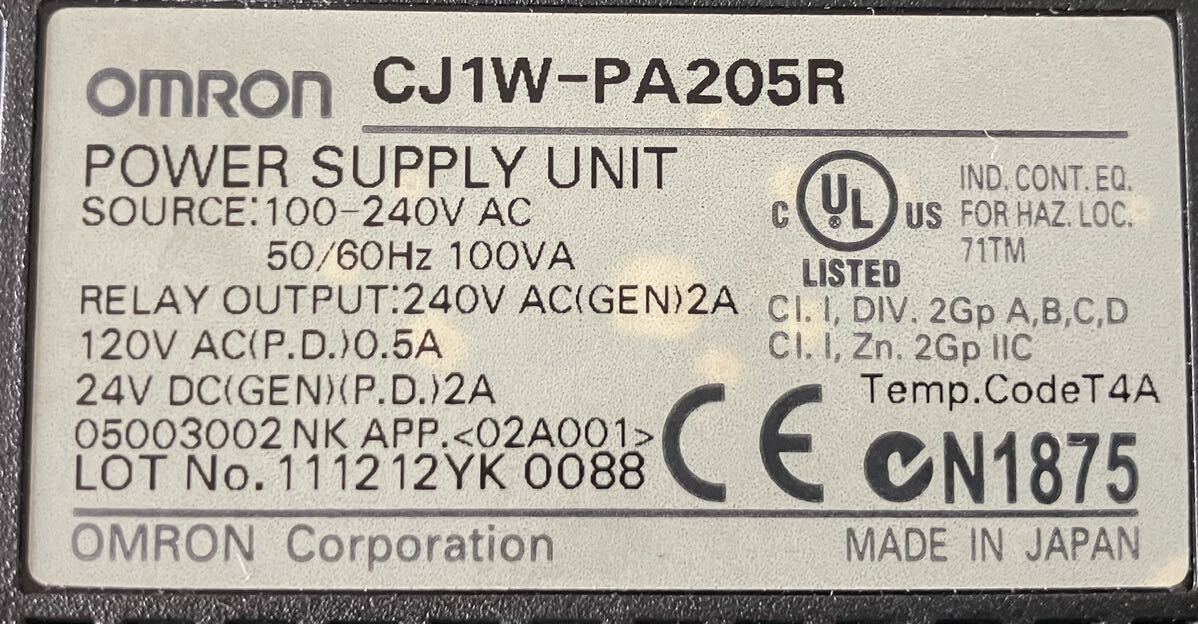 OMRON CJ1W-PA205R
POWER SUPPLY UNIT
SOURCE:100-240V AC
50/60Hz 100VA
RELAY OUTPUT:240V AC(GEN)2A
120V AC(P.D.)0.5A
24V DC(GEN)(P.D.)2A
05003002 NK APP.<02A001>
LOT No. 111212YK 0088
C UL ® US
LISTED
IND. CONT. EQ.
FOR HAZ. LOC.
71TM
Cl. I, DIV. 2Gp A,B,C,D
Cl. I, Zn. 2Gp IIC
Temp.CodeT4A
CE
N1875
OMRON Corporation
MADE IN JAPAN